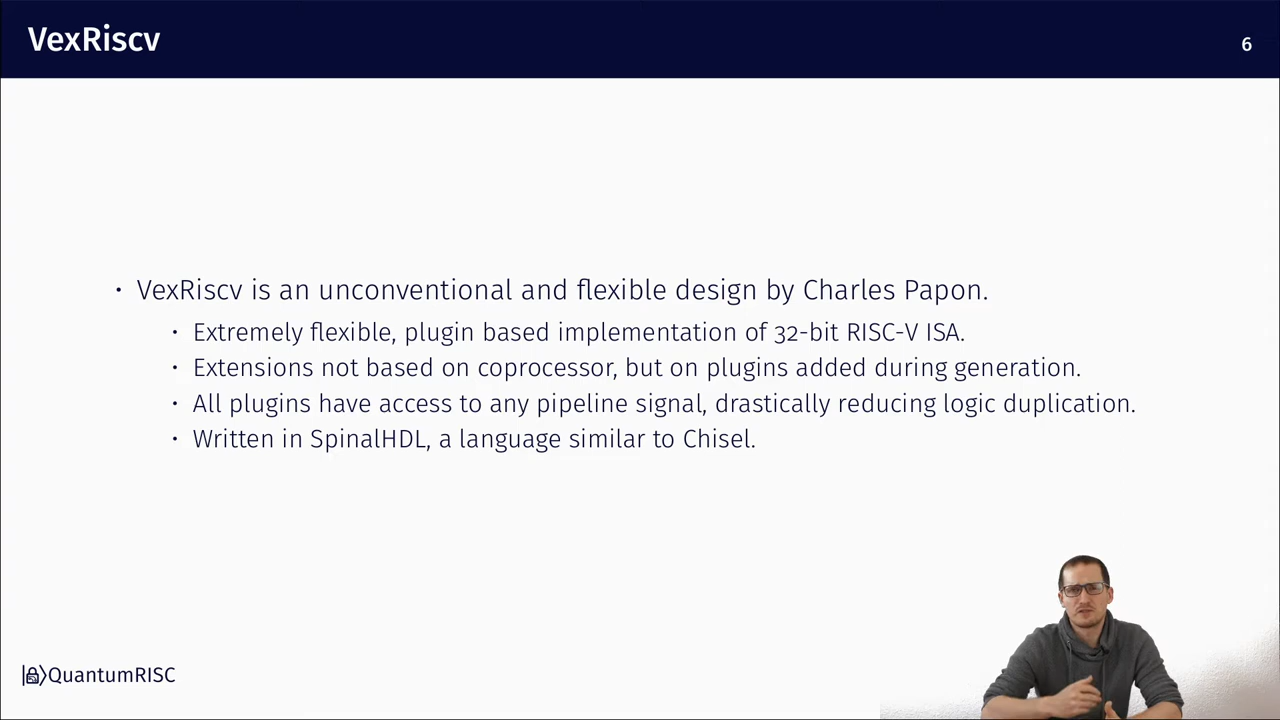 VexRiscv
6
• VexRiscv is an unconventional and flexible design by Charles Papon.
• Extremely flexible, plugin based implementation of 32-bit RISC-V ISA.
• Extensions not based on coprocessor, but on plugins added during generation.
• All plugins have access to any pipeline signal, drastically reducing logic duplication.
• Written in SpinalHDL, a language similar to Chisel.
QuantumRISC